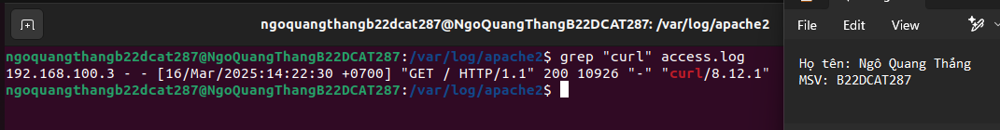 ngoquangthangb22dcat287@NgoQuangThangB22DCAT287: /var/log/apache2
ngoquangthangb22dcat287@NgoQuangThangB22DCAT287:/var/log/apache2$ grep "curl" access.log
192.168.100.3 - - [16/Mar/2025:14:22:30 +0700] "GET / HTTP/1.1" 200 10926 "-" "curl/8.12.1"
ngoquangthangb22dcat287@NgoQuangThangB22DCAT287:/var/log/apache2$
File Edit View
Họ tên: Ngô Quang Thắng
MSV: B22DCAT287